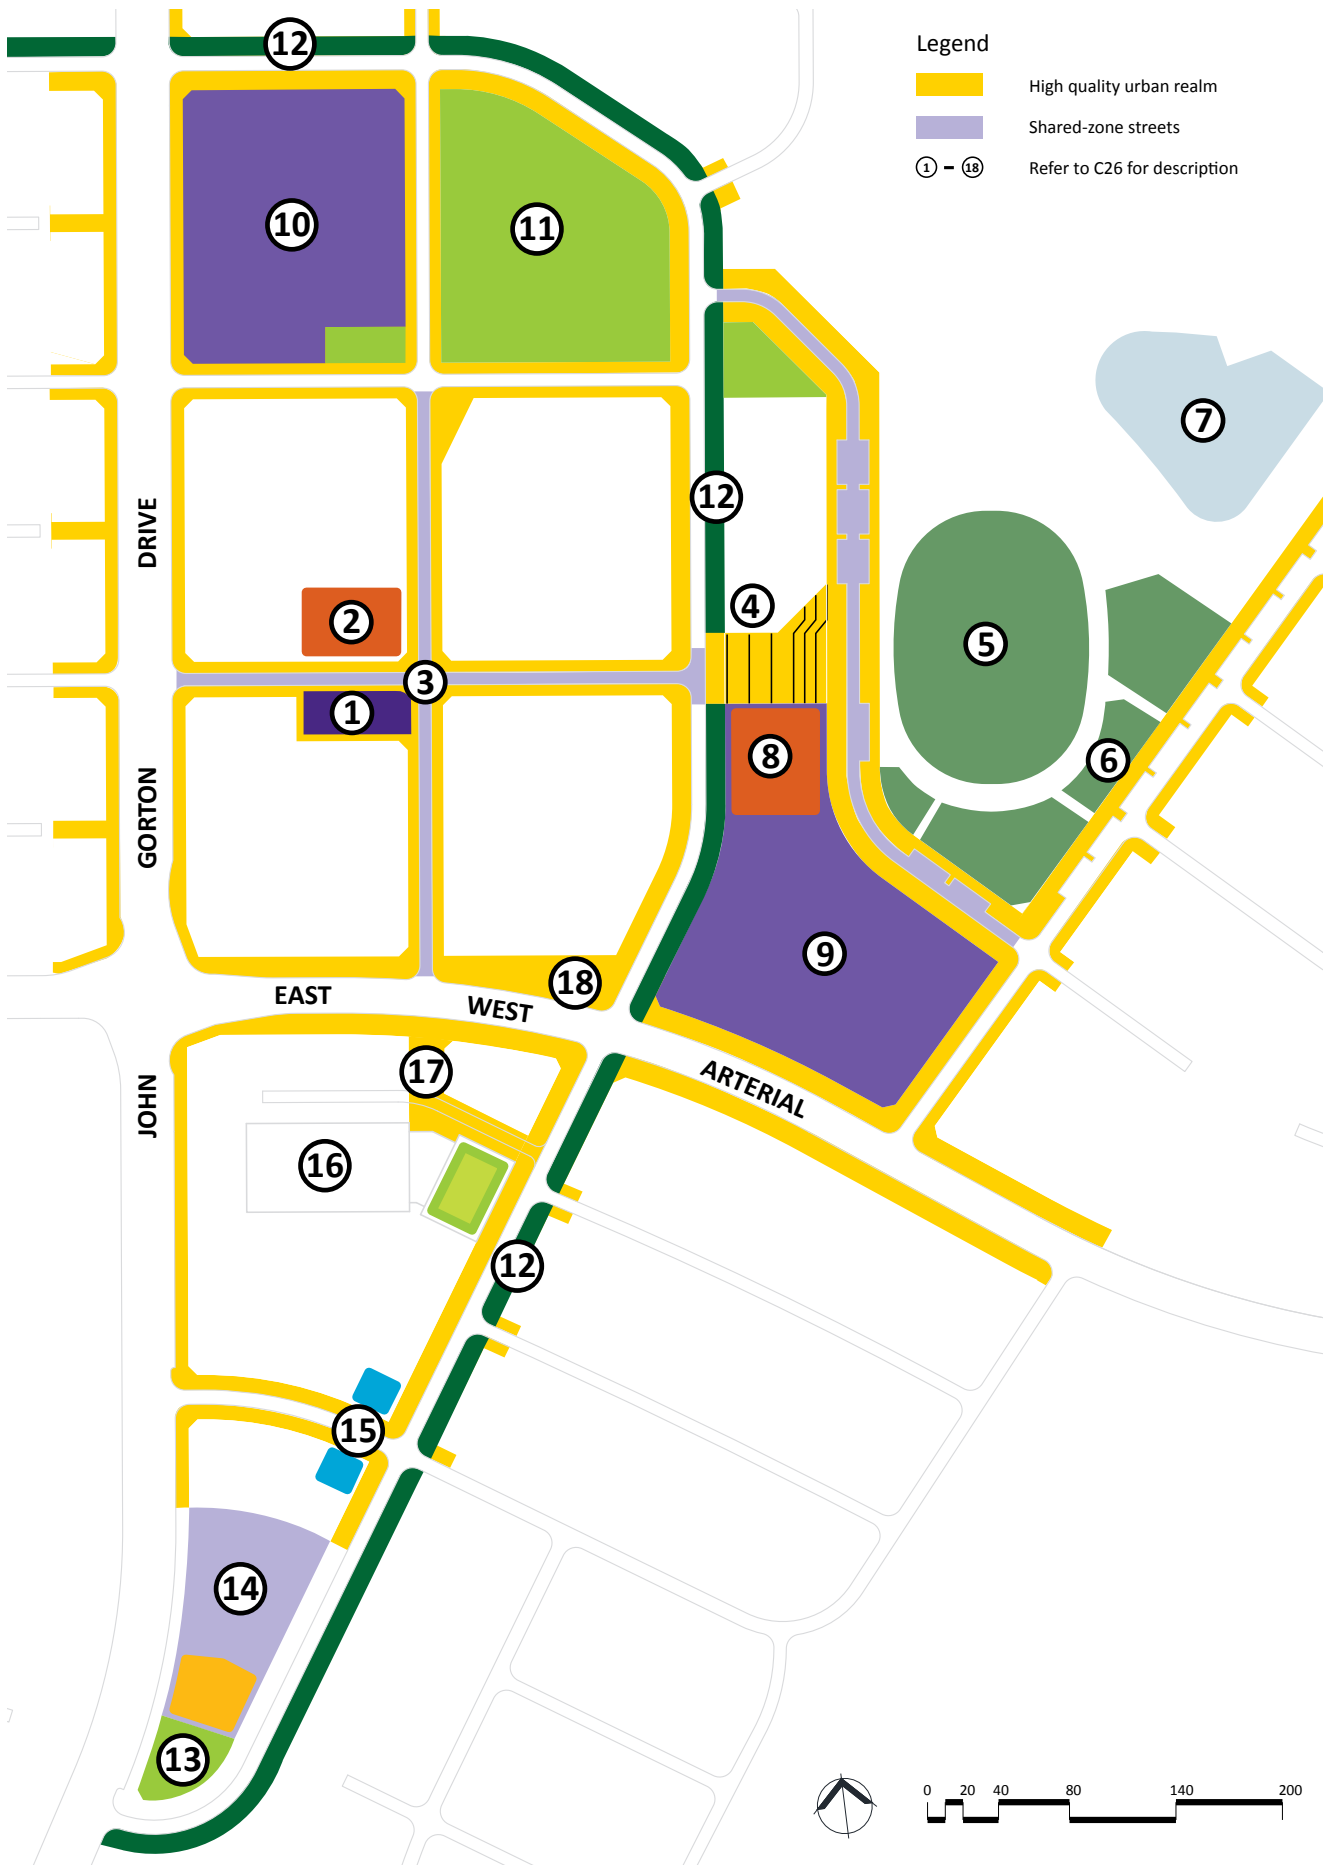 12
Legend
High quality urban realm
Shared-zone streets
1 – 18 Refer to C26 for description
10
11
7
12
DRIVE
4
2
5
3
1
8
6
GORTON
9
18
EAST
WEST
17
ARTERIAL
JOHN
16
12
15
14
13
0 20 40 80 140 200